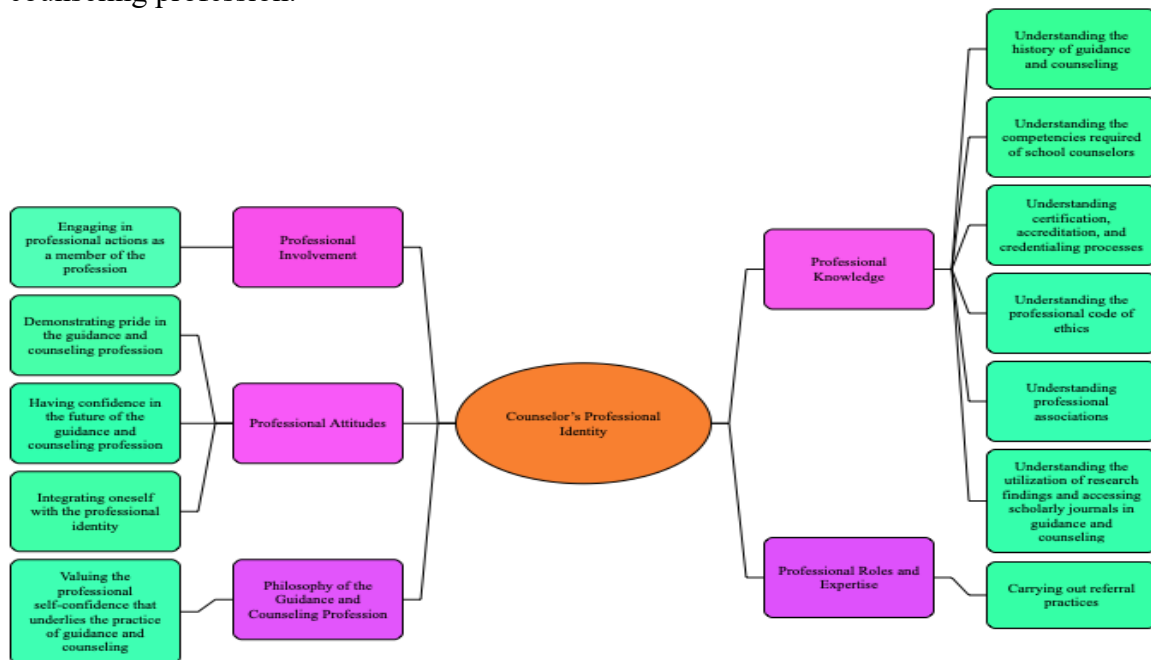 counseling profession.
Understanding the
history of guidance
and counseling
Understanding the
competencies required
of school counselors
Understanding
certification,
accreditation, and
credentialing processes
Understanding the
professional code of
ethics
Understanding
professional
associations
Understanding the
utilization of research
findings and accessing
scholarly journals in
guidance and
counseling
Carrying out referral
practices
Professional
Knowledge
Professional Roles and
Expertise
Counselor's Professional
Identity
Professional
Involvement
Professional Attitudes
Philosophy of the
Guidance and
Counseling Profession
Engaging in
professional actions as
a member of the
profession
Demonstrating pride in
the guidance and
counseling profession
Having confidence in
the future of the
guidance and
counseling profession
Integrating oneself
with the professional
identity
Valuing the
professional
self-confidence that
underlies the practice
of guidance and
counseling